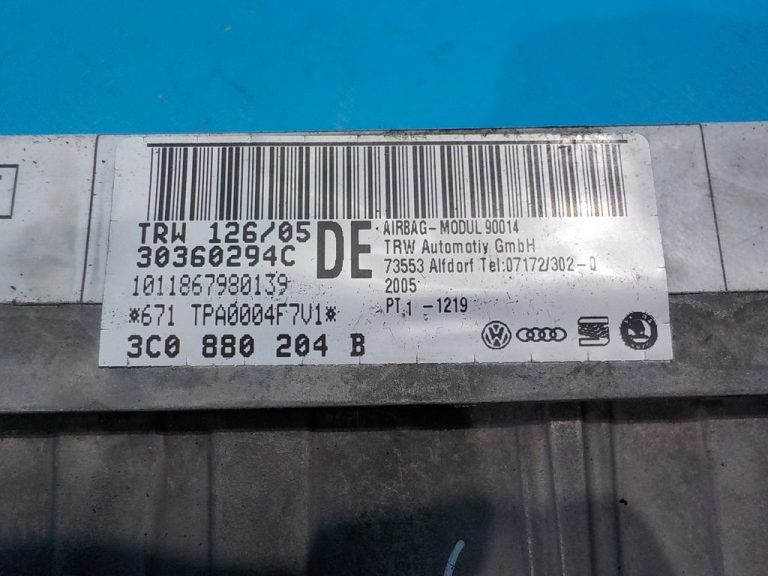 TRW 126/05
30360294C
1011867980139
*671 TPA0004F7V1*
3C0 880 204 B
DE
AIRBAG-MODUL 90014
TRW Automotiv GmbH
73553 Alfdorf Tel:07172/302-0
2005
PT.1 -1219